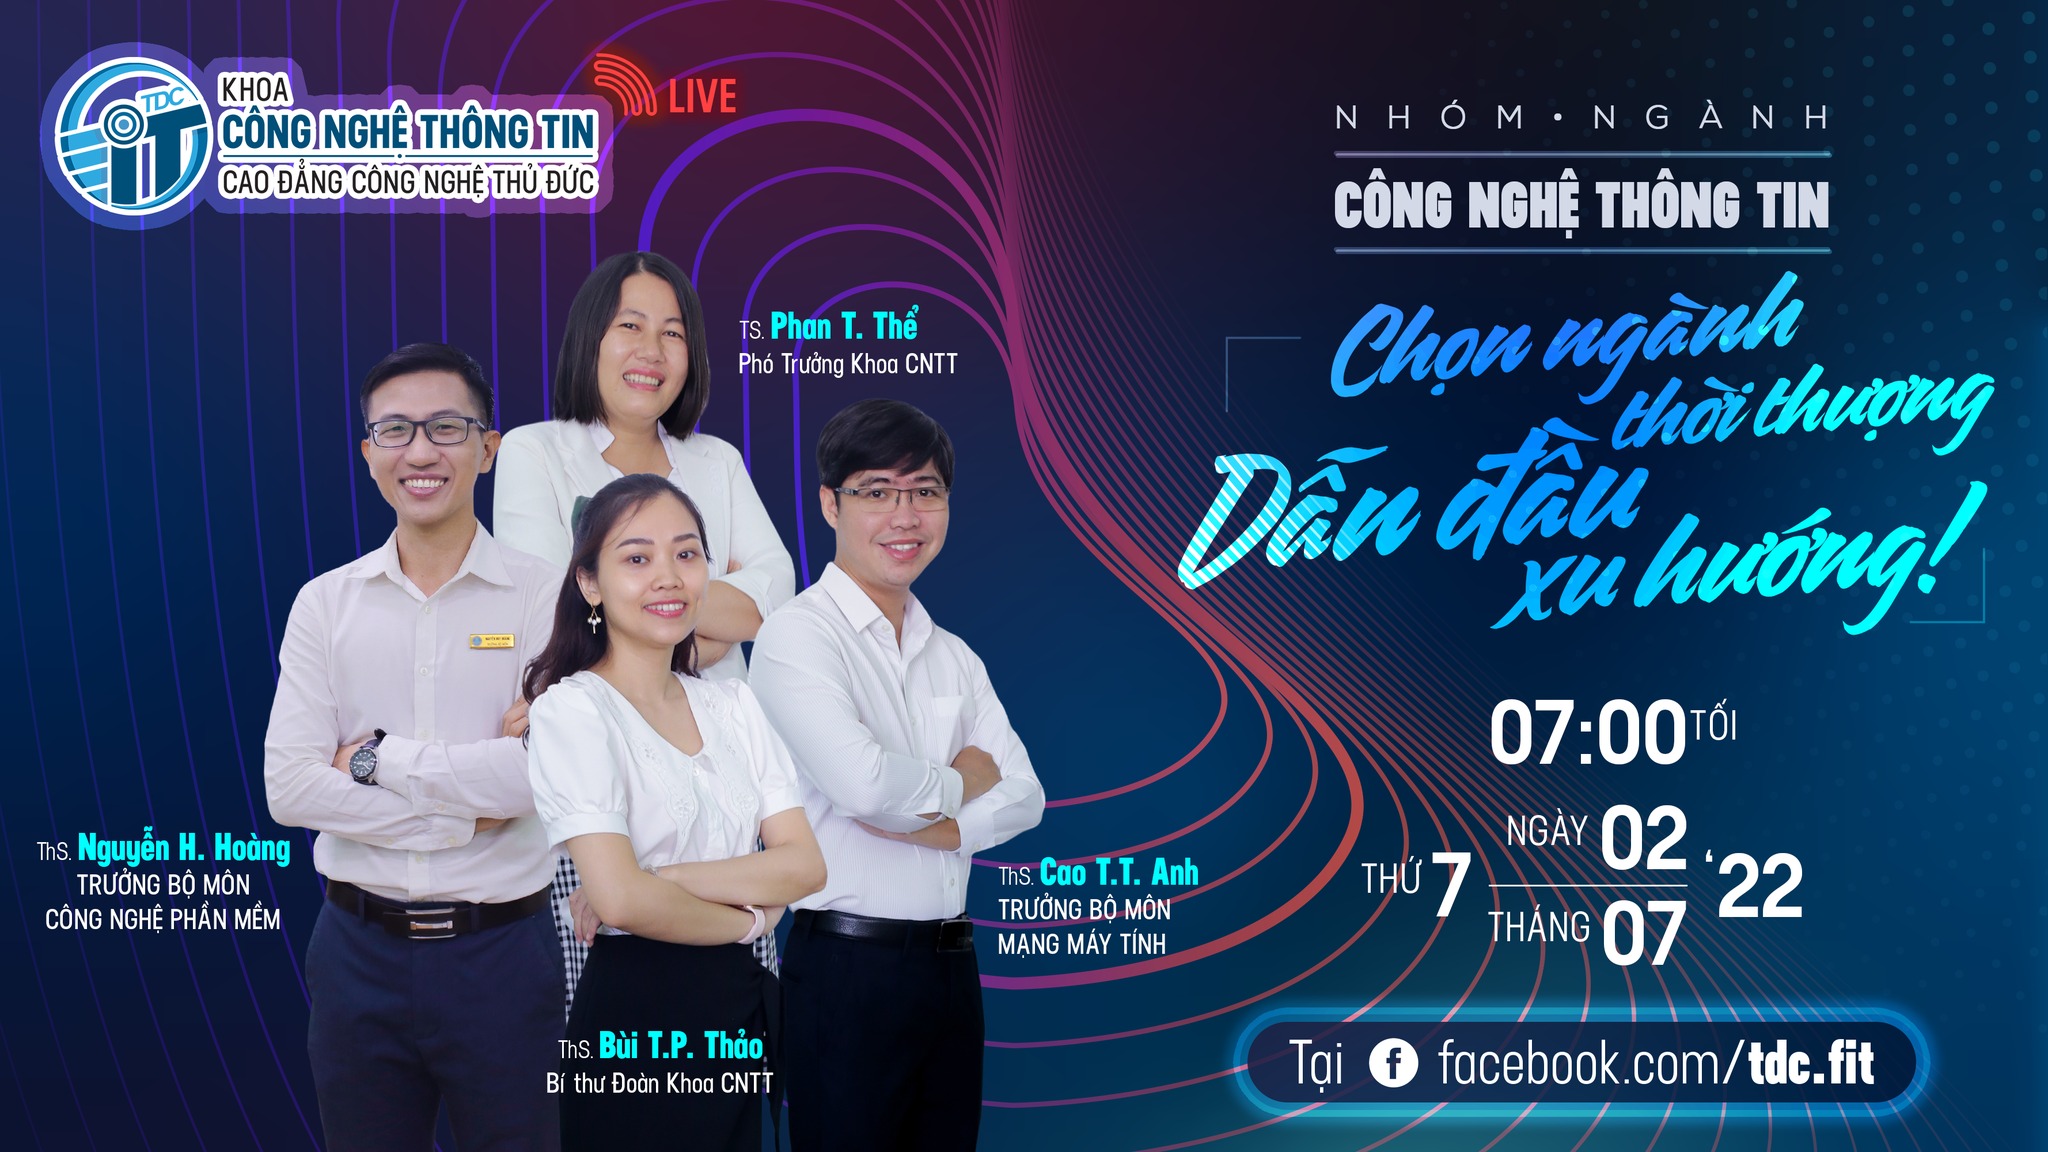 TDC
iT
KHOA
CÔNG NGHỆ THÔNG TIN
CAO ĐẲNG CÔNG NGHỆ THỦ ĐỨC
LIVE
TS. Phan T. Thể
Phó Trưởng Khoa CNTT
ThS. Nguyễn H. Hoàng
TRƯỞNG BỘ MÔN
CÔNG NGHỆ PHẦN MỀM
ThS. Cao T.T. Anh
TRƯỞNG BỘ MÔN
MẠNG MÁY TÍNH
ThS. Bùi T.P. Thảo
Bí thư Đoàn Khoa CNTT
NHÓM • NGÀNH
CÔNG NGHỆ THÔNG TIN
Chọn ngành
thời thượng
Dẫn đầu
xu hướng!
07:00 TỐI
THỨ 7
NGÀY 02
THÁNG 07
‘22
Tại facebook.com/tdc.fit